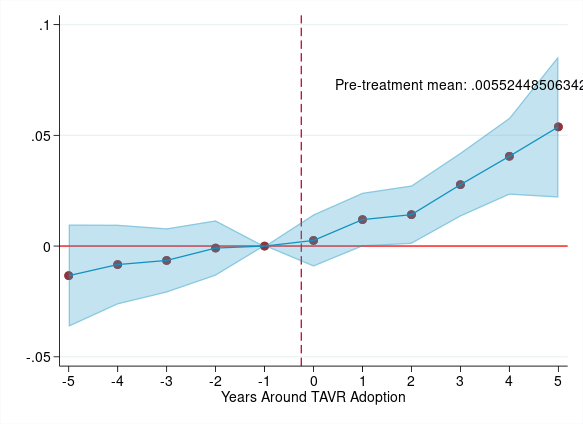 .1
Pre-treatment mean: .00552448506342
.05
0
-.05
-5 -4 -3 -2 -1 0 1 2 3 4 5
Years Around TAVR Adoption